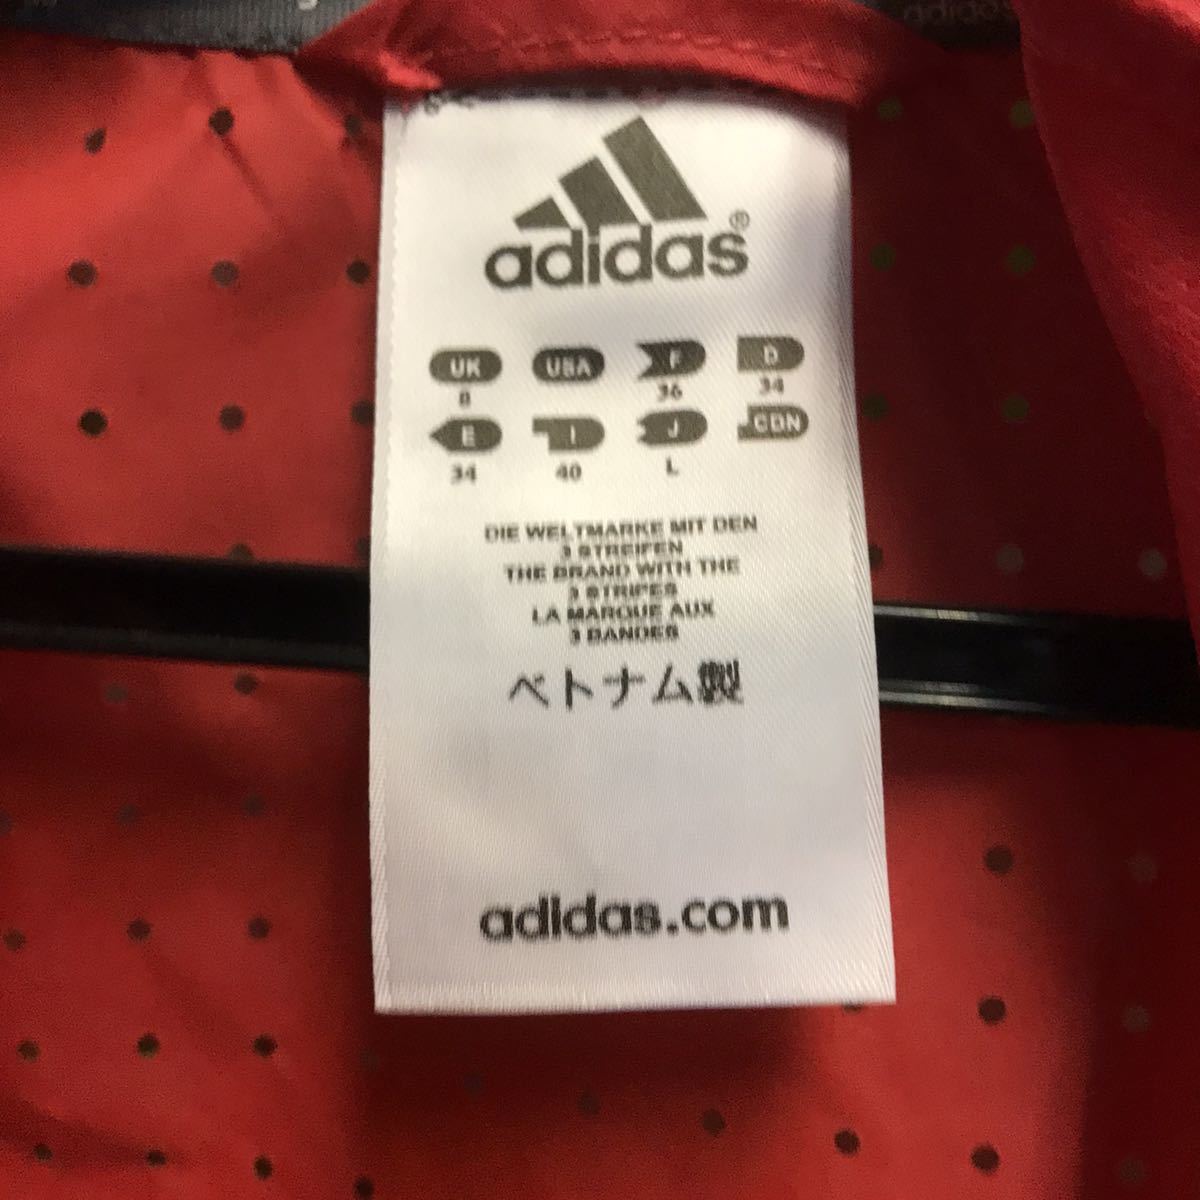 adidas
adidas®
UK USA F D
8 36 34
E I J CDN
34 40 L
DIE WELTMARKE MIT DEN
3 STREIFEN
THE BRAND WITH THE
3 STRIPES
LA MARQUE AUX
3 BANDES
ベトナム製
adidas.com